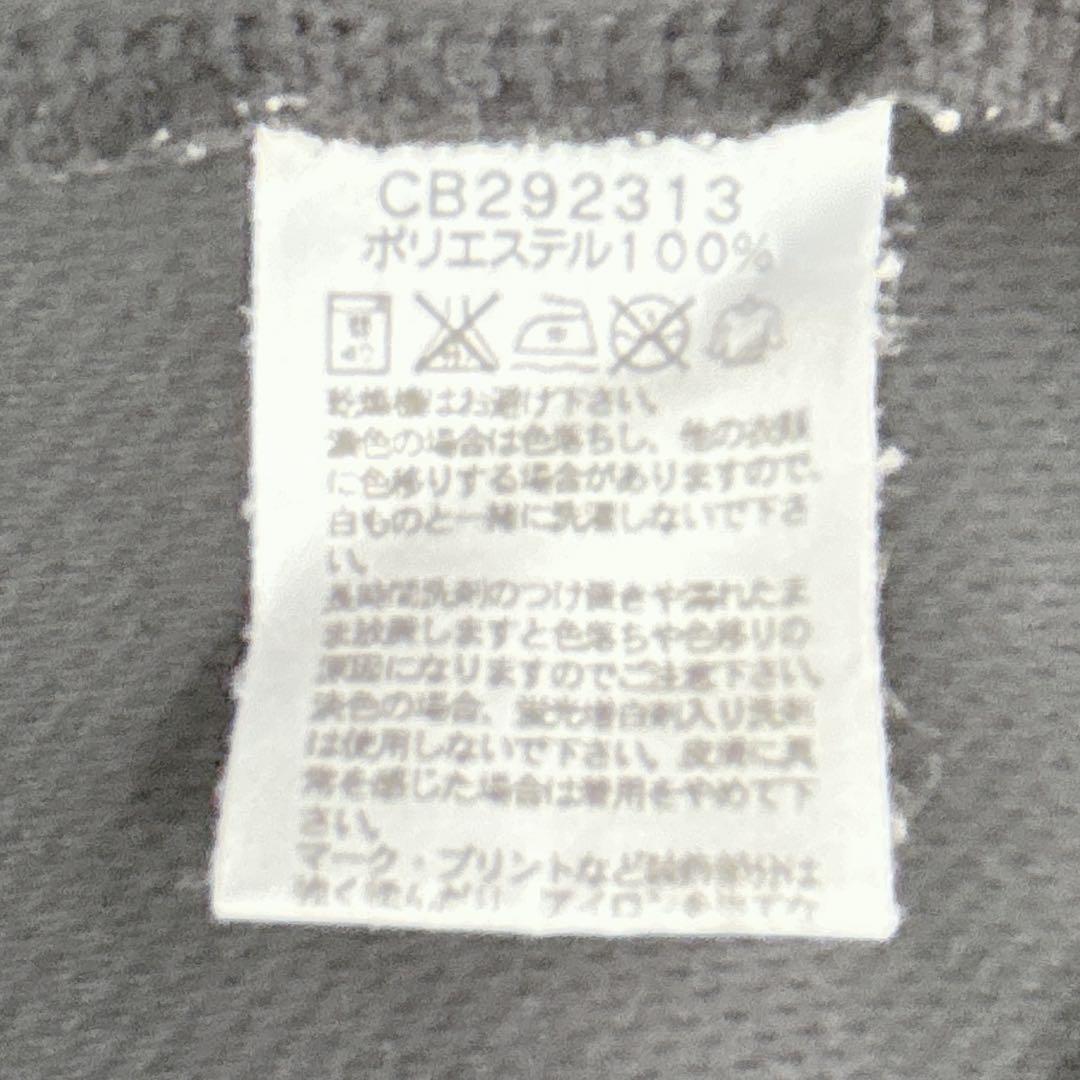 CB292313
ポリエステル100%
乾燥機はお避け下さい。
濃色の場合は色落ちし、他の衣類
に色移りする場合がありますので、
白ものと一緒に洗濯しないで下さ
い。
長時間洗剤のつけ置きや濡れたま
ま放置しますと色落ちや色移りの
原因になりますのでご注意下さい。
淡色の場合、蛍光増白剤入り洗剤
は使用しないで下さい。皮膚に異
常を感じた場合は着用をやめて下
さい。
マーク・プリントなど